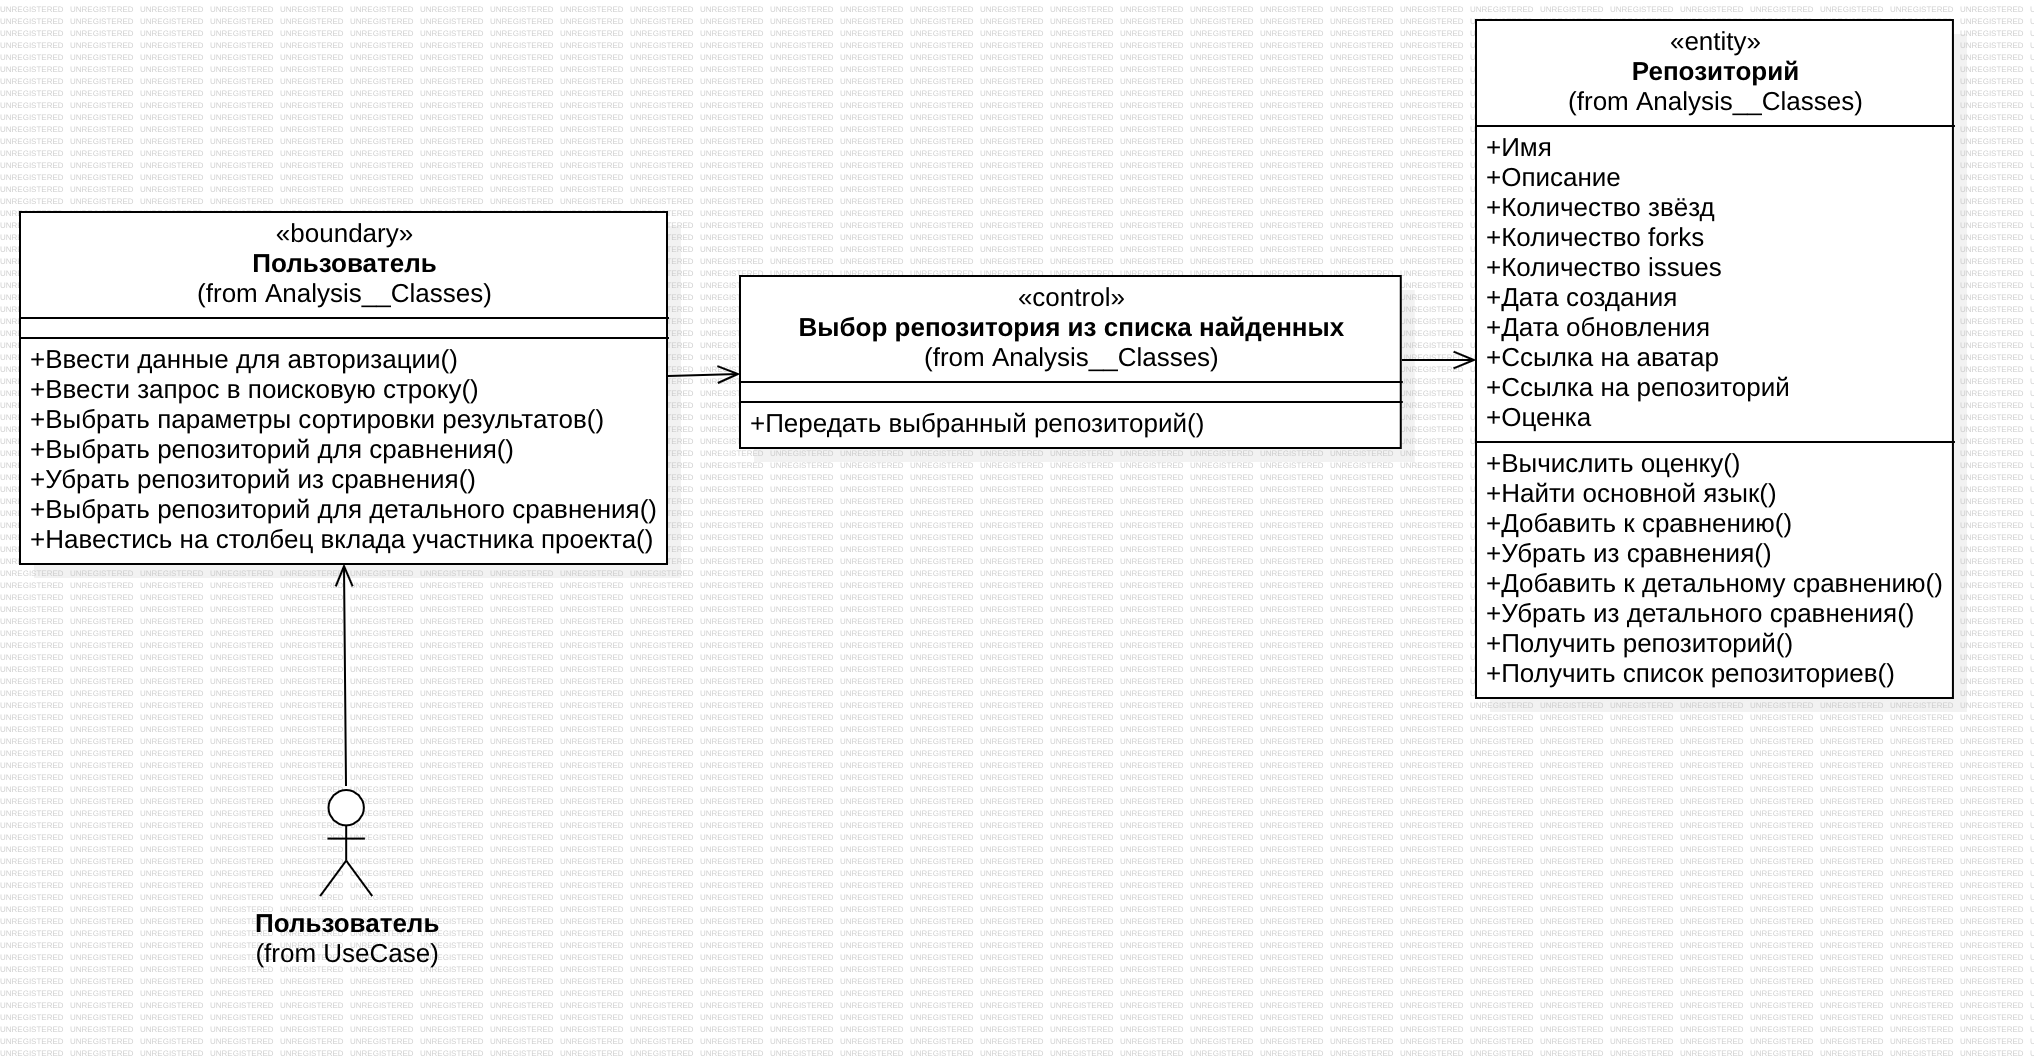 «boundary»
Пользователь
(from Analysis__Classes)
+Ввести данные для авторизации()
+Ввести запрос в поисковую строку()
+Выбрать параметры сортировки результатов()
+Выбрать репозиторий для сравнения()
+Убрать репозиторий из сравнения()
+Выбрать репозиторий для детального сравнения()
+Навестись на столбец вклада участника проекта()
Пользователь
(from UseCase)
«control»
Выбор репозитория из списка найденных
(from Analysis__Classes)
+Передать выбранный репозиторий()
«entity»
Репозиторий
(from Analysis__Classes)
+Имя
+Описание
+Количество звёзд
+Количество forks
+Количество issues
+Дата создания
+Дата обновления
+Ссылка на аватар
+Ссылка на репозиторий
+Оценка
+Вычислить оценку()
+Найти основной язык()
+Добавить к сравнению()
+Убрать из сравнения()
+Добавить к детальному сравнению()
+Убрать из детального сравнения()
+Получить репозиторий()
+Получить список репозиториев()
UNREGISTERED